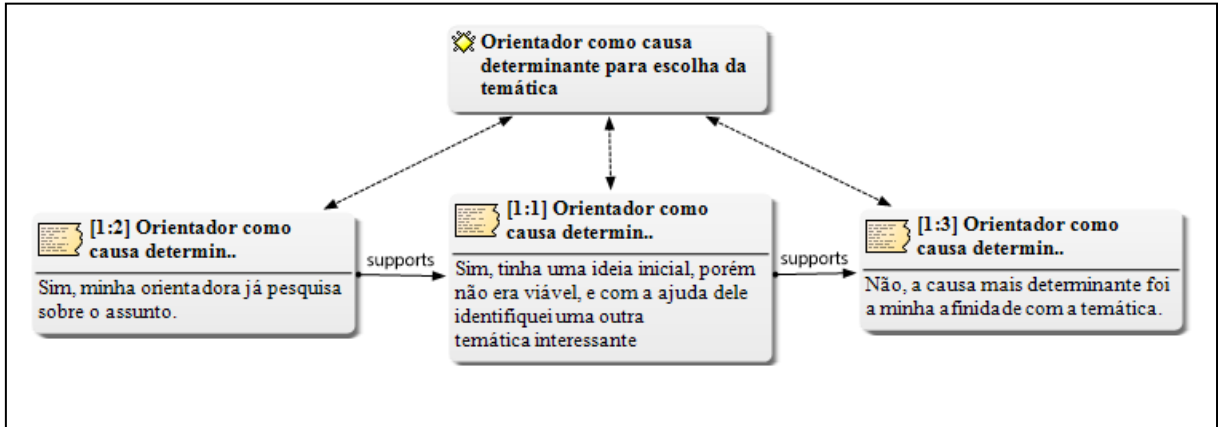 Orientador como causa
determinante para escolha da
temática
[1:2] Orientador como
causa determin..
Sim, minha orientadora já pesquisa
sobre o assunto.
supports
[1:1] Orientador como
causa determin..
Sim, tinha uma ideia inicial, porém
não era viável, e com a ajuda dele
identifiquei uma outra
temática interessante
supports
[1:3] Orientador como
causa determin..
Não, a causa mais determinante foi
a minha afinidade com a temática.